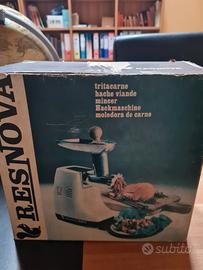 RESNOVA
tritacarne
hache viande
mincer
Hackmaschine
moledora de carne
subito